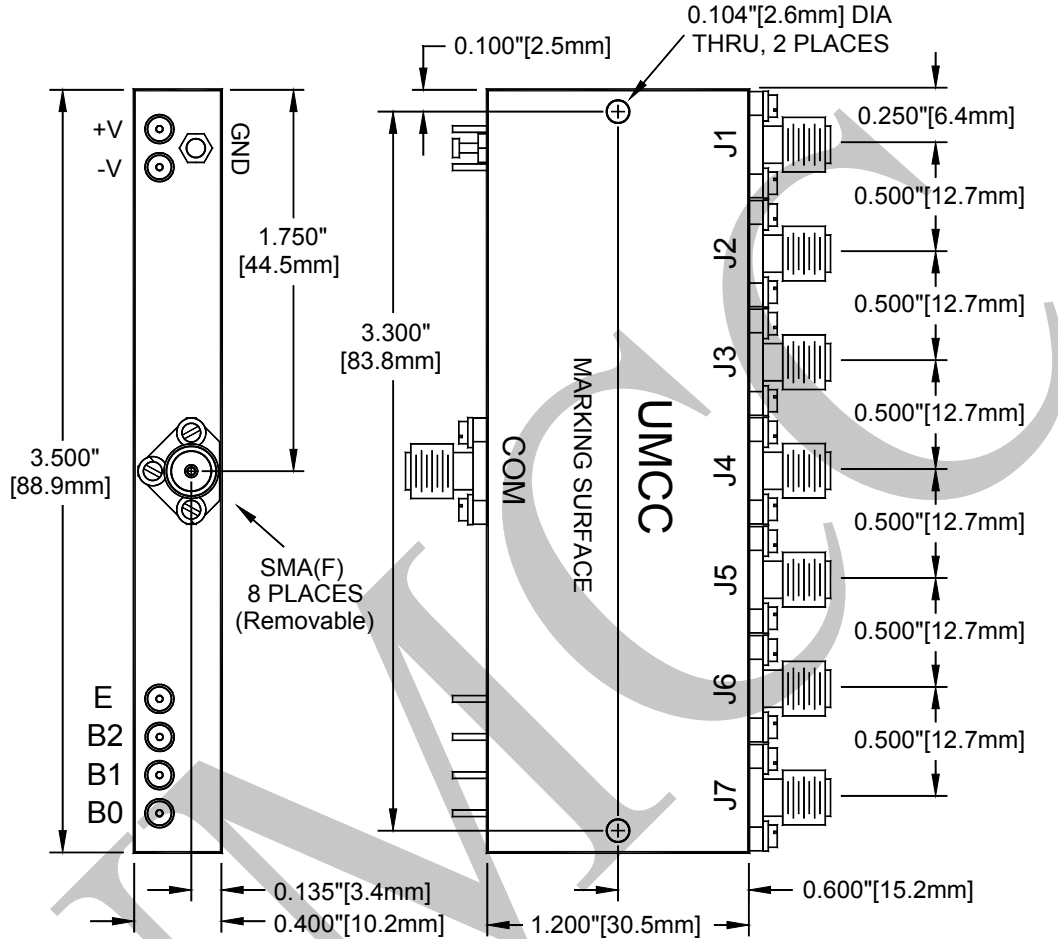 0.104"[2.6mm] DIA
THRU, 2 PLACES
0.100"[2.5mm]
0.250"[6.4mm]
+V
-V
GND
1.750"
[44.5mm]
3.500"
[88.9mm]
SMA(F)
8 PLACES
(Removable)
E
B2
B1
B0
0.135"[3.4mm]
0.400"[10.2mm]
3.300"
[83.8mm]
COM
MARKING SURFACE
UMCC
J1
J2
J3
J4
J5
J6
J7
0.500"[12.7mm]
0.500"[12.7mm]
0.500"[12.7mm]
0.500"[12.7mm]
0.500"[12.7mm]
0.500"[12.7mm]
0.600"[15.2mm]
1.200"[30.5mm]
UMCC